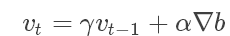 v_t = γv_{t−1} + α∇b